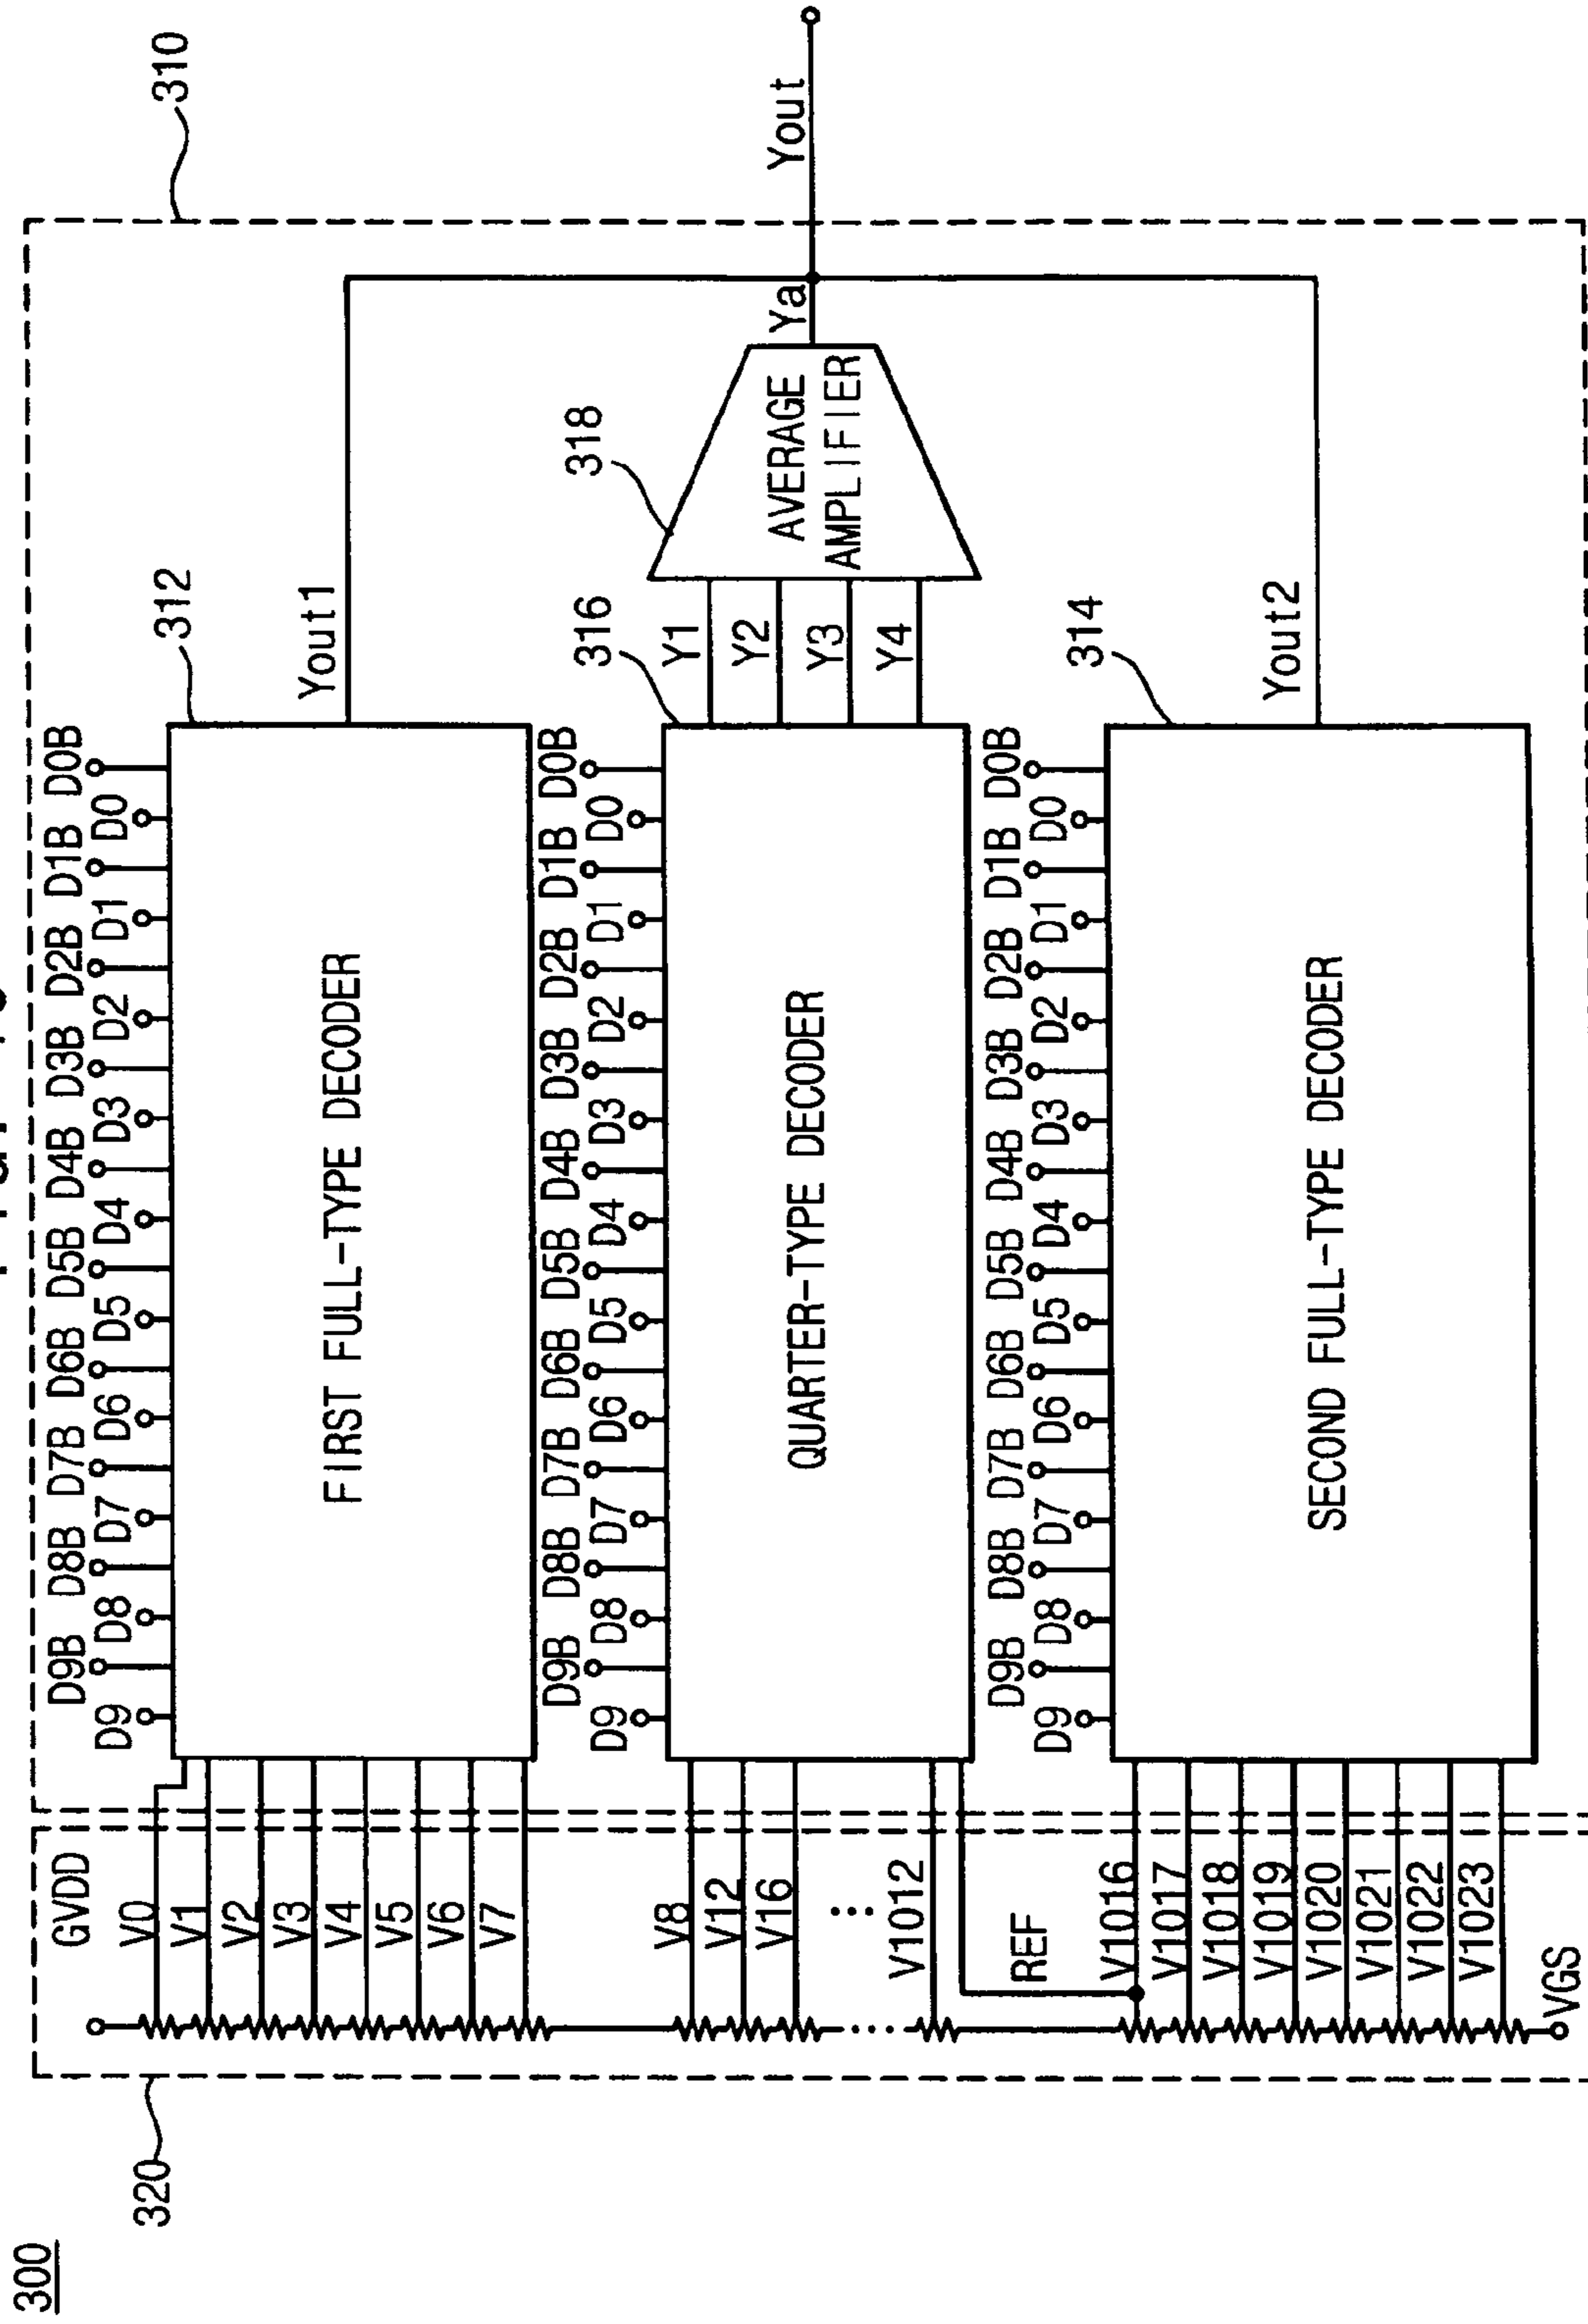 300
320
310
GVDD
V0
V1
V2
V3
V4
V5
V6
V7
D9 D9B D8 D8B D7 D7B D6 D6B D5 D5B D4 D4B D3 D3B D2 D2B D1 D1B D0 D0B
FIRST FULL-TYPE DECODER
312
Yout1
V8
V12
V16
...
V1012
REF
D9 D9B D8 D8B D7 D7B D6 D6B D5 D5B D4 D4B D3 D3B D2 D2B D1 D1B D0 D0B
QUARTER-TYPE DECODER
316
Y1
Y2
Y3
Y4
318
AVERAGE
AMPLIFIER
Ya
Yout
V1016
V1017
V1018
V1019
V1020
V1021
V1022
V1023
VGS
D9 D9B D8 D8B D7 D7B D6 D6B D5 D5B D4 D4B D3 D3B D2 D2B D1 D1B D0 D0B
SECOND FULL-TYPE DECODER
314
Yout2